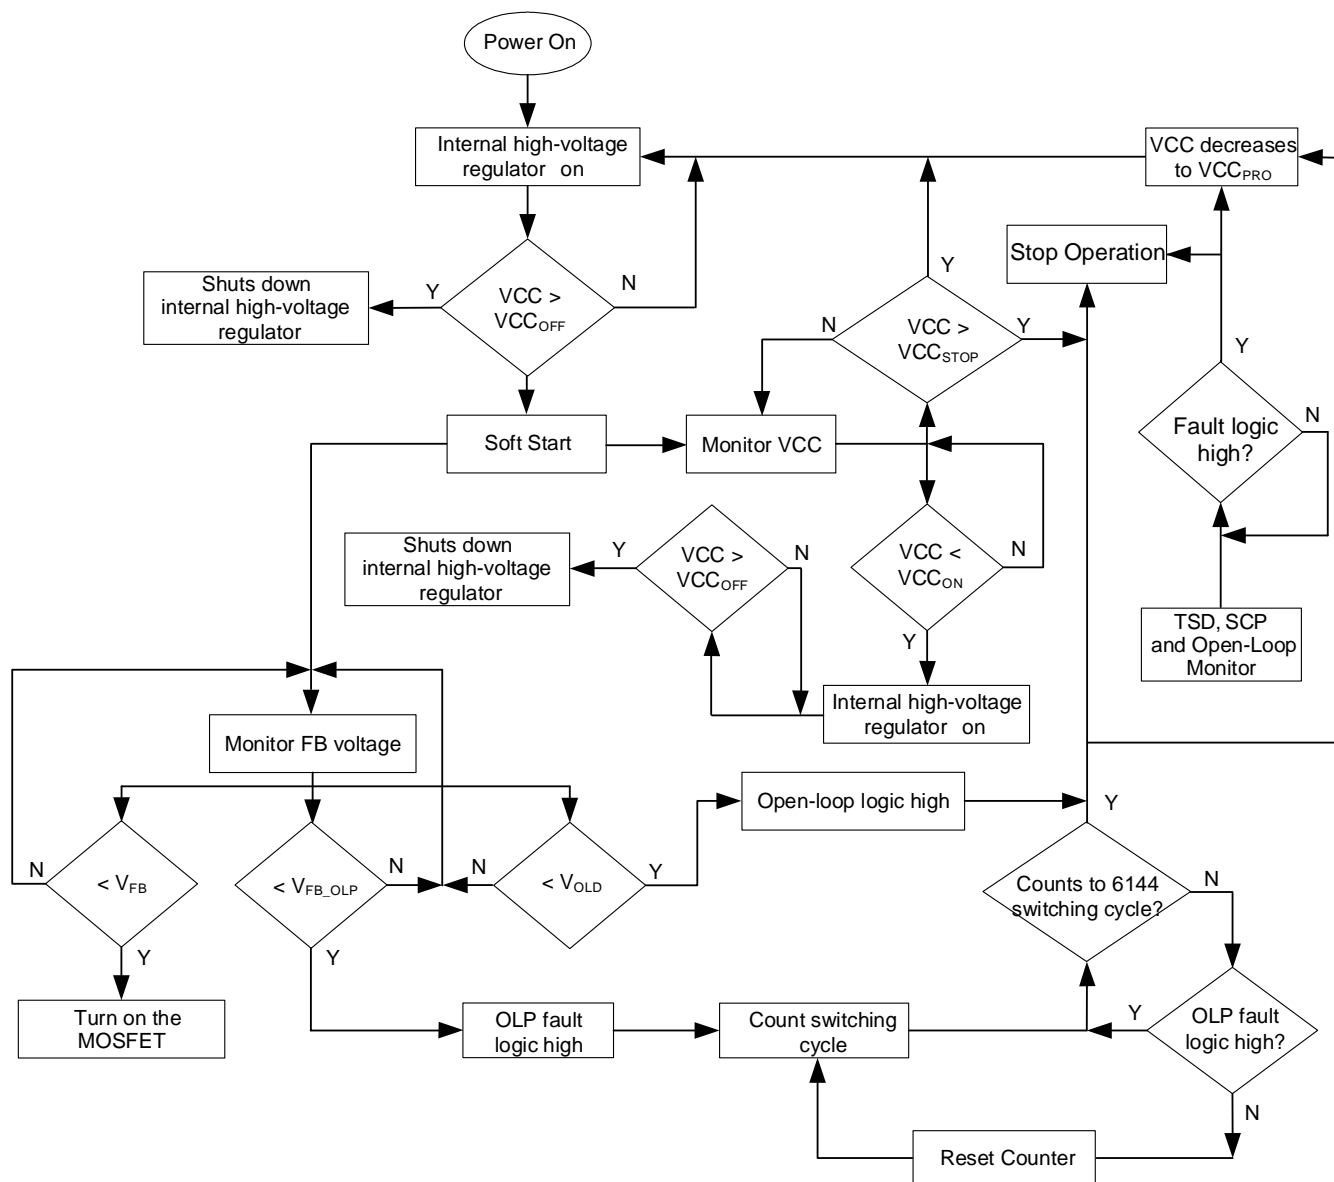 Power On
Internal high-voltage
regulator on
VCC decreases
to VCCPRO
Stop Operation
Shuts down
internal high-voltage
regulator
Y
VCC >
VCCOFF
N
Y
N
VCC >
VCCSTOP
Y
Y
Fault logic
high?
N
Soft Start
Monitor VCC
Shuts down
internal high-voltage
regulator
Y
VCC >
VCCOFF
N
VCC <
VCCON
N
Y
TSD, SCP
and Open-Loop
Monitor
Internal high-voltage
regulator on
Monitor FB voltage
Open-loop logic high
Y
N
< VFB
Y
< VFB_OLP
N
Y
N
< VOLD
Y
Counts to 6144
switching cycle?
N
Turn on the
MOSFET
OLP fault
logic high
Count switching
cycle
Y
OLP fault
logic high?
N
Reset Counter